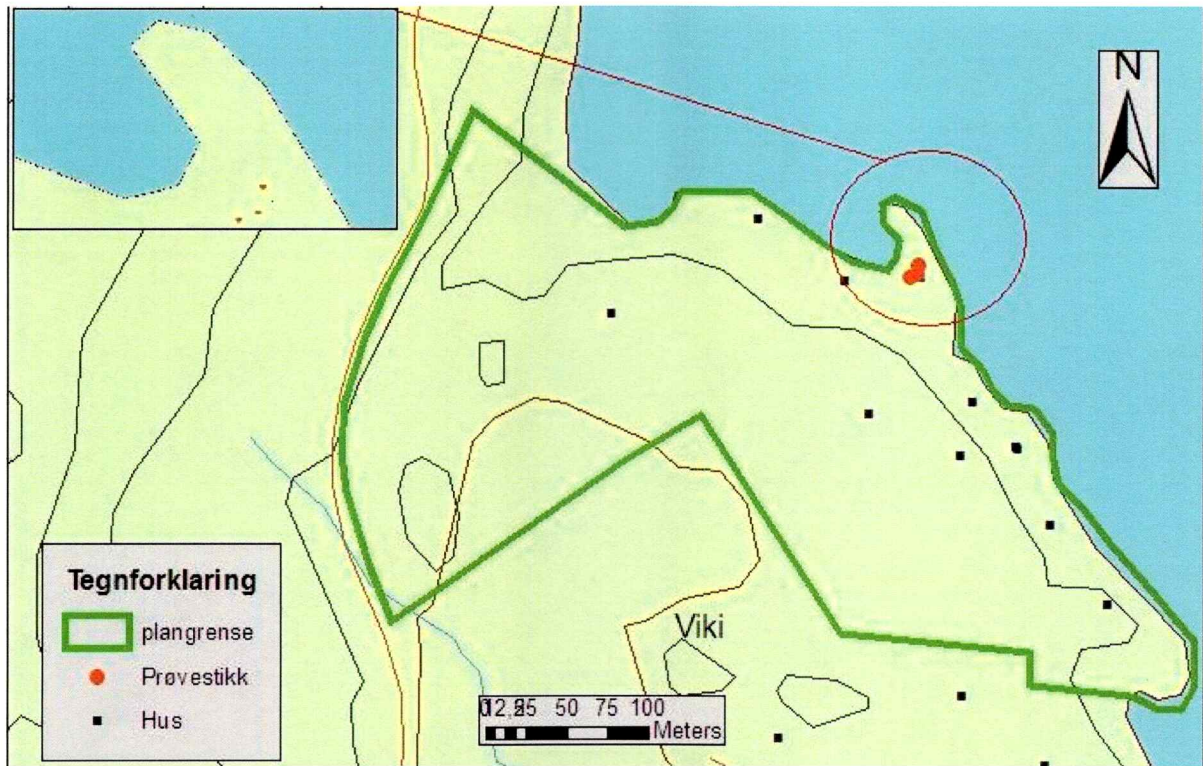 N
Tegnforklaring
plangrense
Prøvestikk
Hus
Viki
50 75 100
Meters